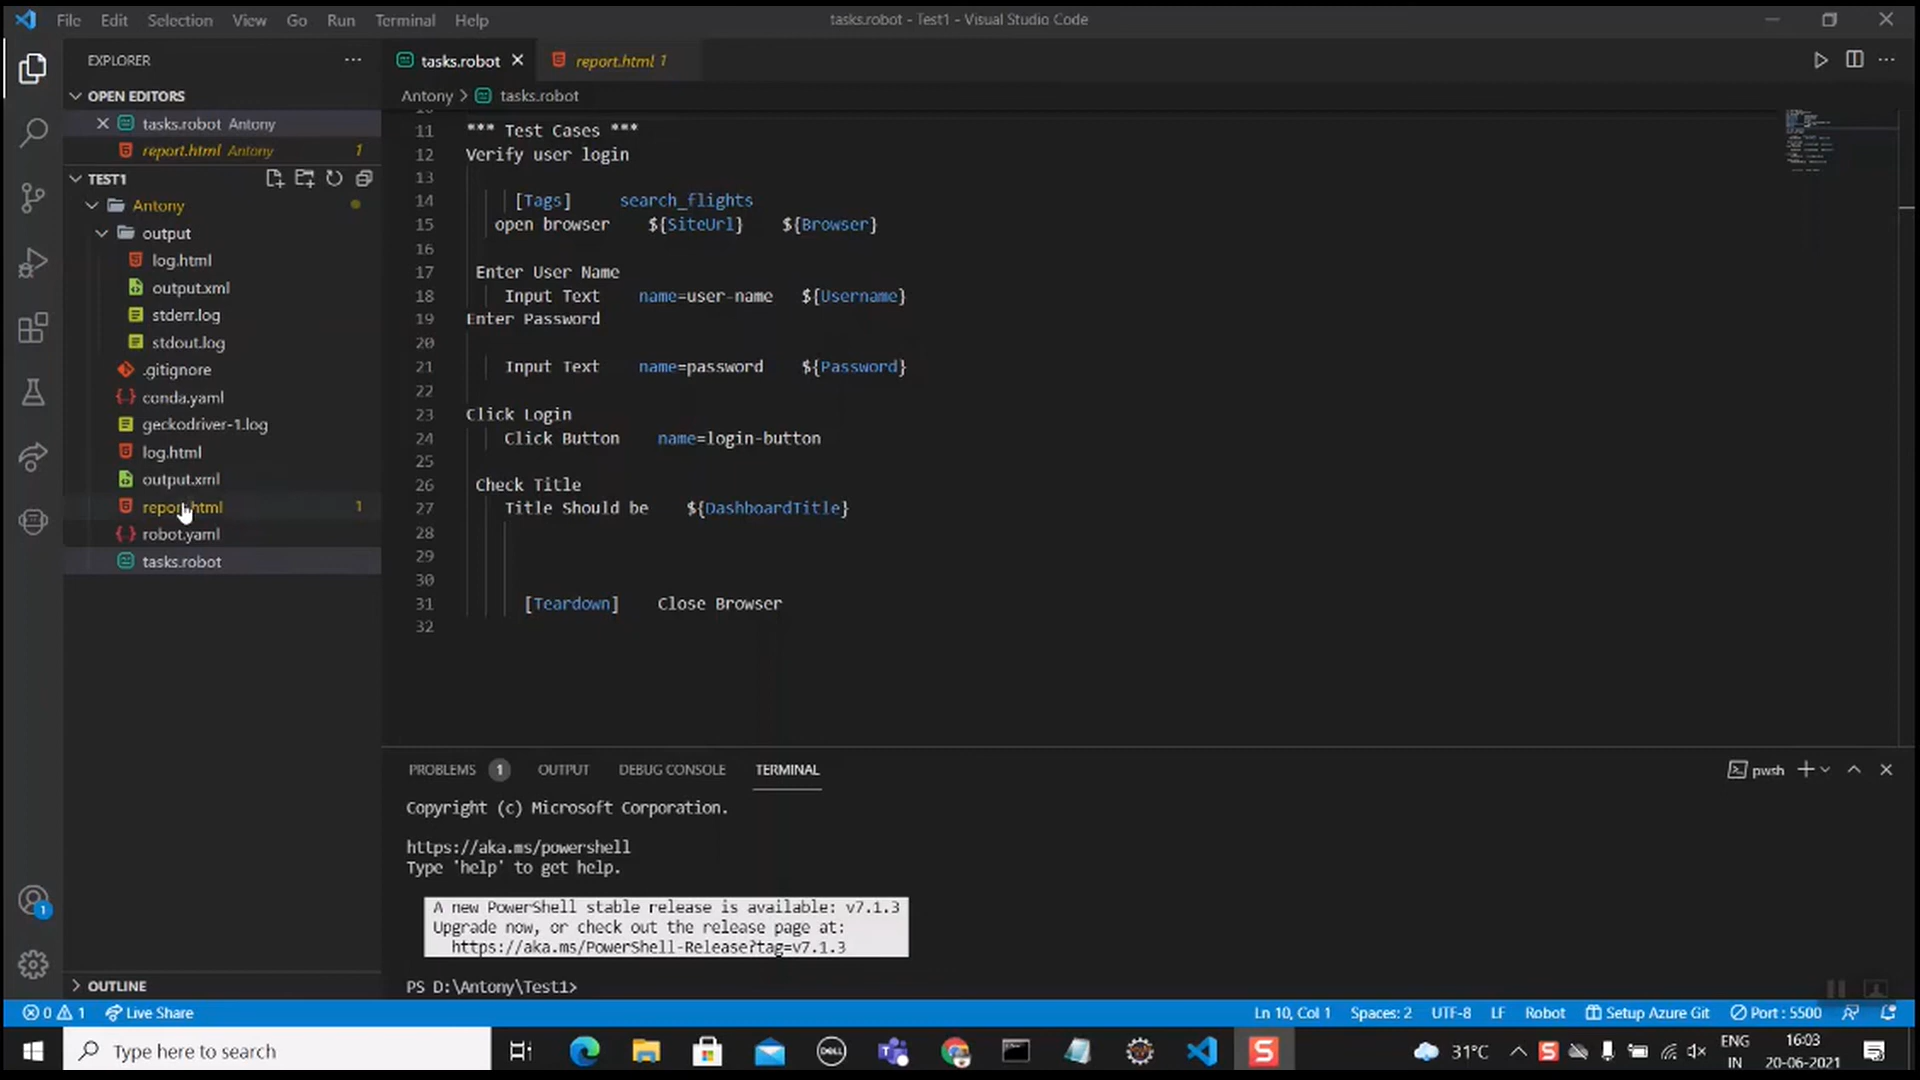 File Edit Selection View Go Run Terminal Help
tasks.robot - Test1 - Visual Studio Code
EXPLORER
OPEN EDITORS
tasks.robot Antony
report.html Antony 1
TEST1
Antony
output
log.html
output.xml
stderr.log
stdout.log
.gitignore
conda.yaml
geckodriver-1.log
log.html
output.xml
report.html 1
robot.yaml
tasks.robot
OUTLINE
tasks.robot report.html 1
Antony > tasks.robot
11 *** Test Cases ***
12 Verify user login
13
14 [Tags] search_flights
15 open browser ${SiteUrl} ${Browser}
16
17 Enter User Name
18 Input Text name=user-name ${Username}
19 Enter Password
20
21 Input Text name=password ${Password}
22
23 Click Login
24 Click Button name=login-button
25
26 Check Title
27 Title Should be ${DashboardTitle}
28
29
30
31 [Teardown] Close Browser
32
PROBLEMS 1 OUTPUT DEBUG CONSOLE TERMINAL
pwsh
Copyright (c) Microsoft Corporation.
https://aka.ms/powershell
Type 'help' to get help.
A new PowerShell stable release is available: v7.1.3
Upgrade now, or check out the release page at:
https://aka.ms/PowerShell-Release?tag=v7.1.3
PS D:\Antony\Test1>
0 1 Live Share
Ln 10, Col 1 Spaces: 2 UTF-8 LF Robot Setup Azure Git Port : 5500
1
Type here to search
DELL
S
31°C
S
ENG
IN
16:03
20-06-2021